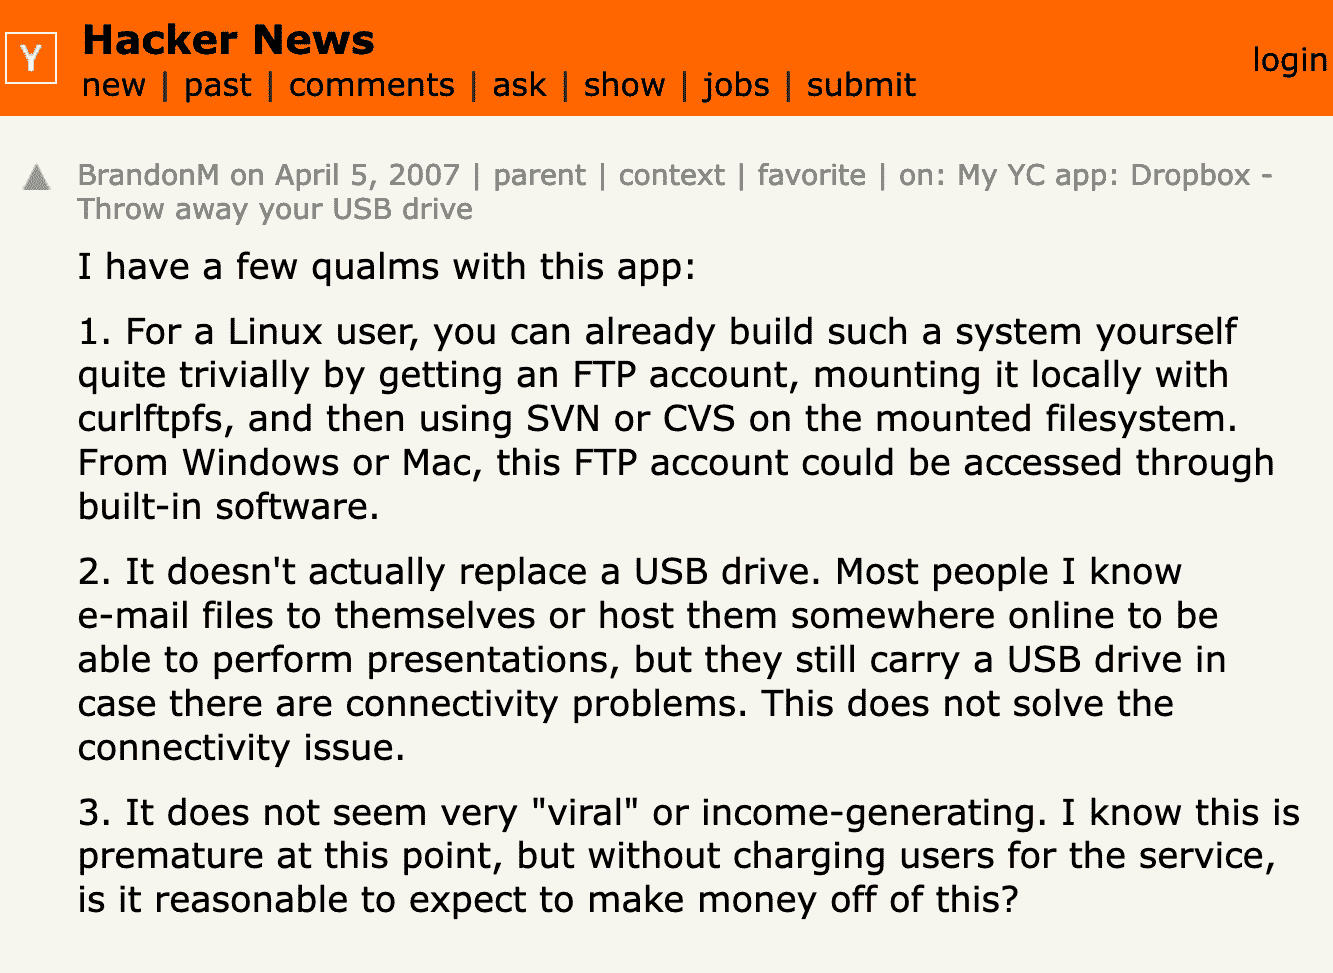 Y
Hacker News
new | past | comments | ask | show | jobs | submit
login
BrandonM on April 5, 2007 | parent | context | favorite | on: My YC app: Dropbox -
Throw away your USB drive
I have a few qualms with this app:
1. For a Linux user, you can already build such a system yourself
quite trivially by getting an FTP account, mounting it locally with
curlftpfs, and then using SVN or CVS on the mounted filesystem.
From Windows or Mac, this FTP account could be accessed through
built-in software.
2. It doesn't actually replace a USB drive. Most people I know
e-mail files to themselves or host them somewhere online to be
able to perform presentations, but they still carry a USB drive in
case there are connectivity problems. This does not solve the
connectivity issue.
3. It does not seem very "viral" or income-generating. I know this is
premature at this point, but without charging users for the service,
is it reasonable to expect to make money off of this?